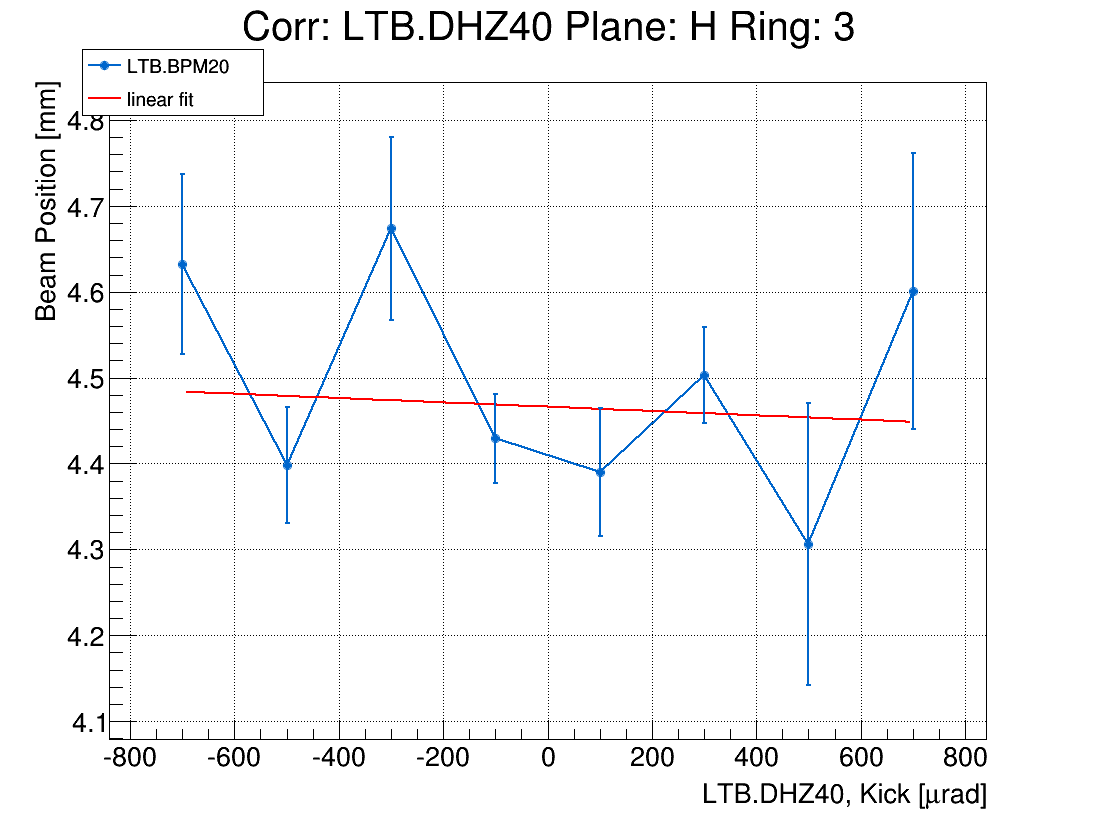 Corr: LTB.DHZ40 Plane: H Ring: 3
LTB.BPM20
linear fit
Beam Position [mm]
4.8
4.7
4.6
4.5
4.4
4.3
4.2
4.1
-800 -600 -400 -200 0 200 400 600 800
LTB.DHZ40, Kick [μrad]